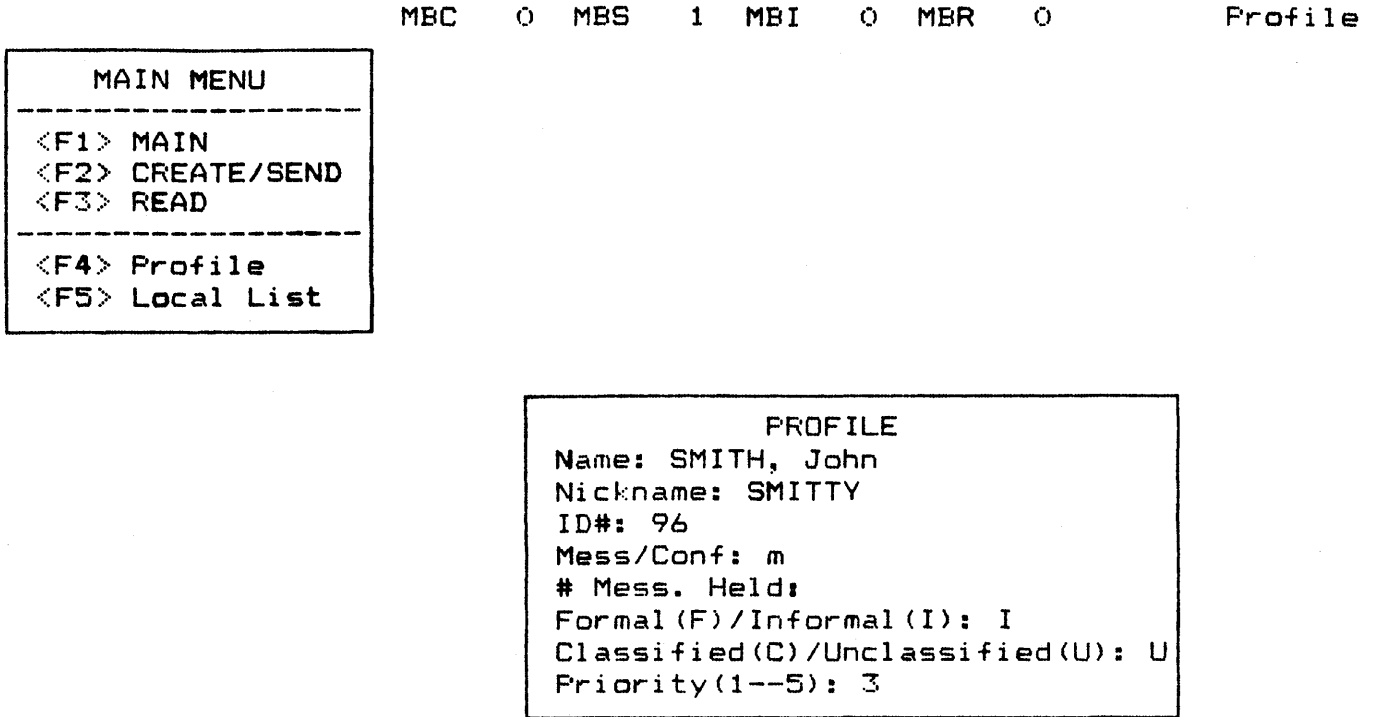 MBC 0 MBS 1 MBI 0 MBR 0 Profile
MAIN MENU
--------------------
<F1> MAIN
<F2> CREATE/SEND
<F3> READ
--------------------
<F4> Profile
<F5> Local List
PROFILE
Name: SMITH, John
Nickname: SMITTY
ID#: 96
Mess/Conf: m
# Mess. Held:
Formal(F)/Informal(I): I
Classified(C)/Unclassified(U): U
Priority(1--5): 3